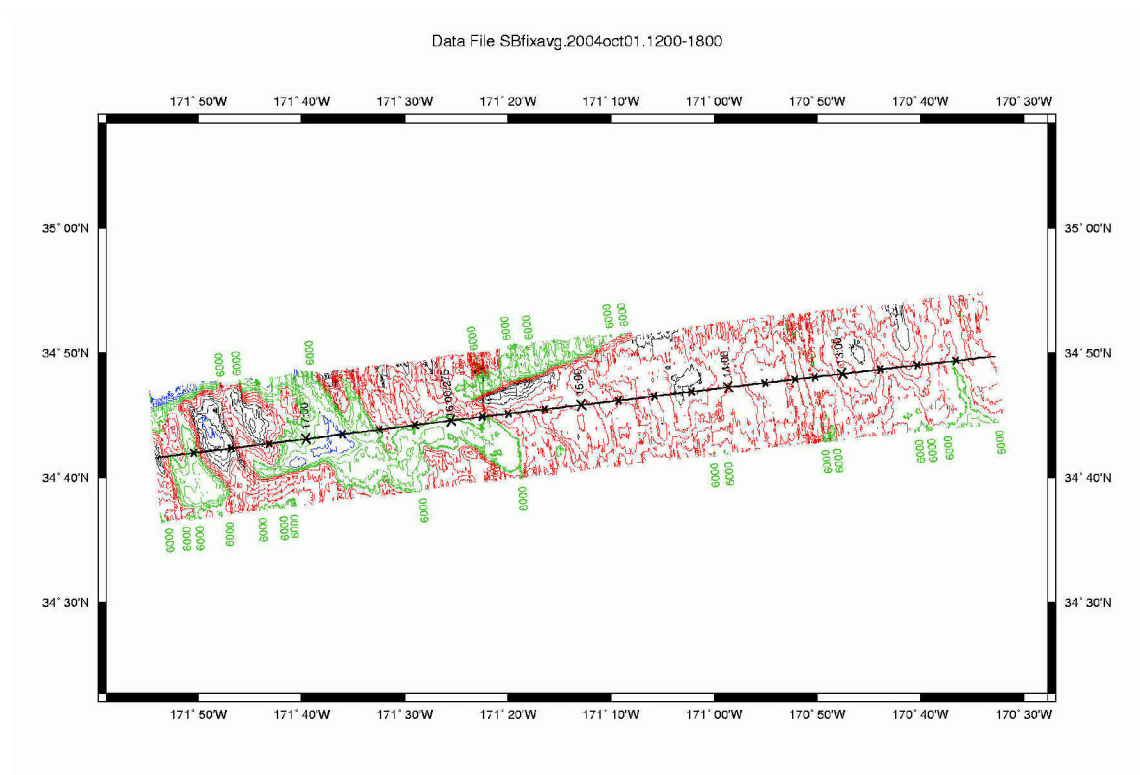 Data File SBfixavg.2004oct01.1200-1800
171° 50'W 171° 40'W 171° 30'W 171° 20'W 171° 10'W 171° 00'W 170° 50'W 170° 40'W 170° 30'W
35° 00'N 35° 00'N
6000 6000
6000 6000 6000
34° 50'N 6000 6000 6000 34° 50'N
13:00
14:00
15:00
16:00/275
17:00
34° 40'N 34° 40'N
6000 6000 6000 6000 6000 6000
6000 6000 6000 6000
6000 6000
6000 6000 6000 6000 6000 6000 6000
34° 30'N 34° 30'N
171° 50'W 171° 40'W 171° 30'W 171° 20'W 171° 10'W 171° 00'W 170° 50'W 170° 40'W 170° 30'W